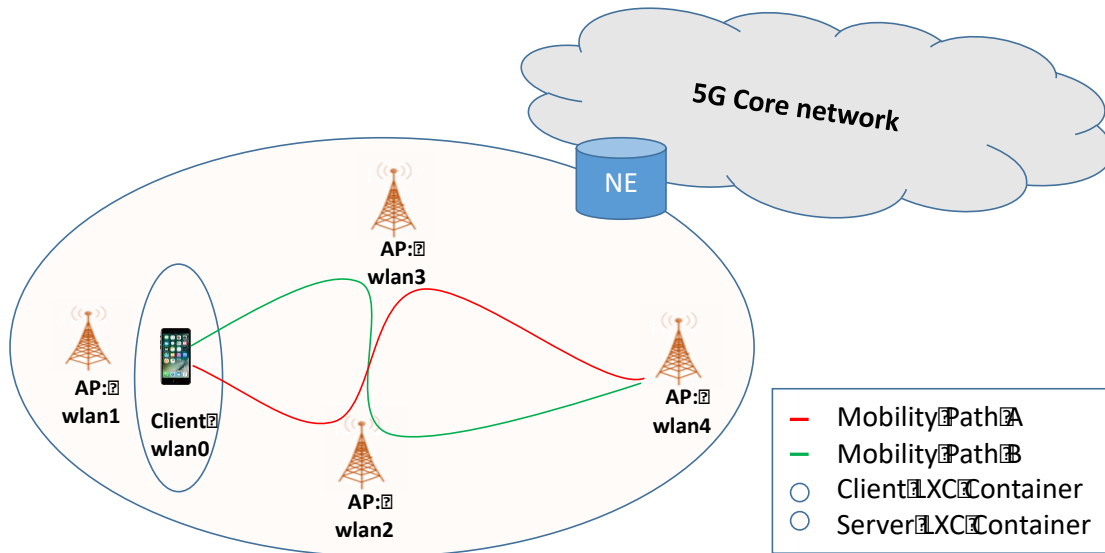 5G Core network
NE
AP:
wlan3
AP:
wlan1
Client
wlan0
AP:
wlan4
AP:
wlan2
Mobility Path A
Mobility Path B
Client LXC Container
Server LXC Container